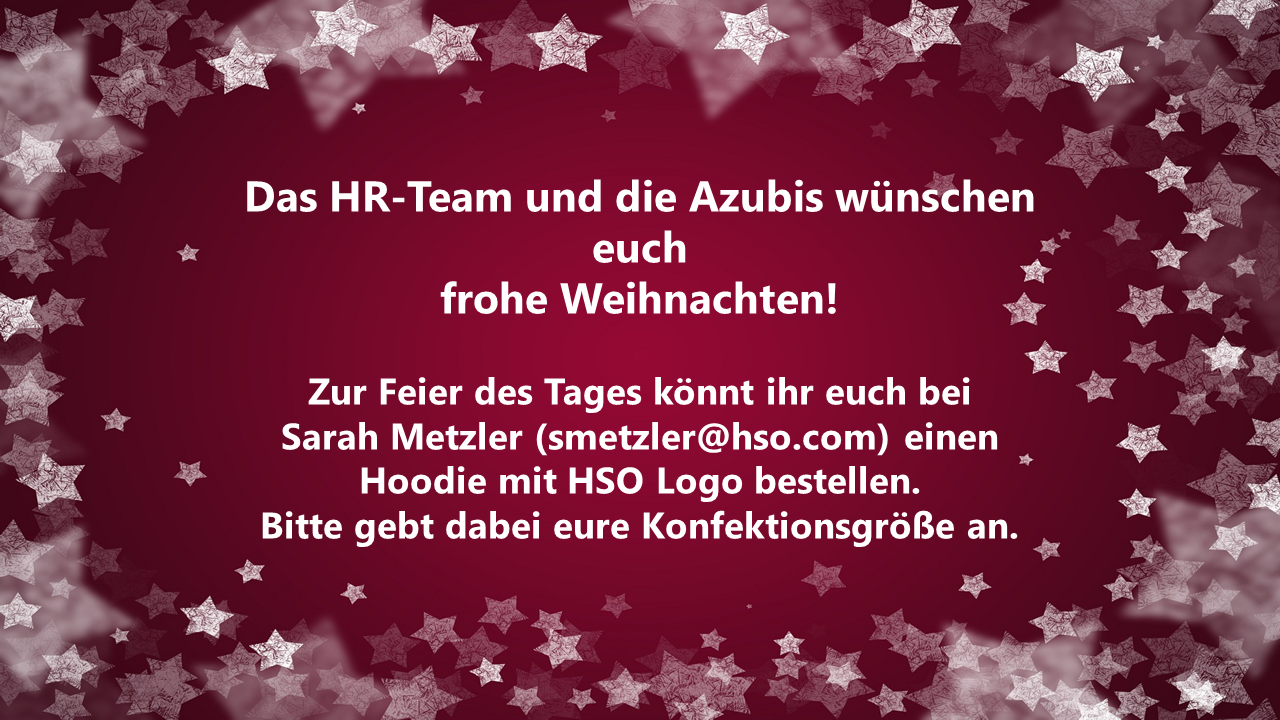 Das HR-Team und die Azubis wünschen
euch
frohe Weihnachten!
Zur Feier des Tages könnt ihr euch bei
Sarah Metzler (smetzler@hso.com) einen
Hoodie mit HSO Logo bestellen.
Bitte gebt dabei eure Konfektionsgröße an.